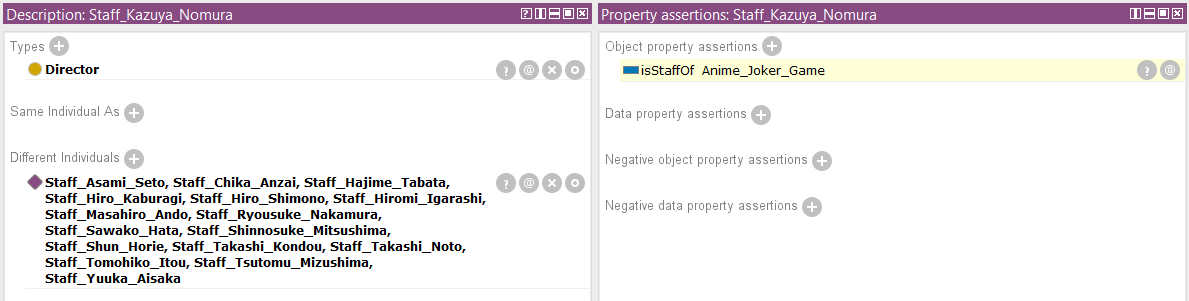 Description: Staff_Kazuya_Nomura
Types
Director
Same Individual As
Different Individuals
Staff_Asami_Seto, Staff_Chika_Anzai, Staff_Hajime_Tabata,
Staff_Hiro_Kaburagi, Staff_Hiro_Shimono, Staff_Hiromi_Igarashi,
Staff_Masahiro_Ando, Staff_Ryousuke_Nakamura,
Staff_Sawako_Hata, Staff_Shinnosuke_Mitsushima,
Staff_Shun_Horie, Staff_Takashi_Kondou, Staff_Takashi_Noto,
Staff_Tomohiko_Itou, Staff_Tsutomu_Mizushima,
Staff_Yuuka_Aisaka
Property assertions: Staff_Kazuya_Nomura
Object property assertions
isStaffOf Anime_Joker_Game
Data property assertions
Negative object property assertions
Negative data property assertions